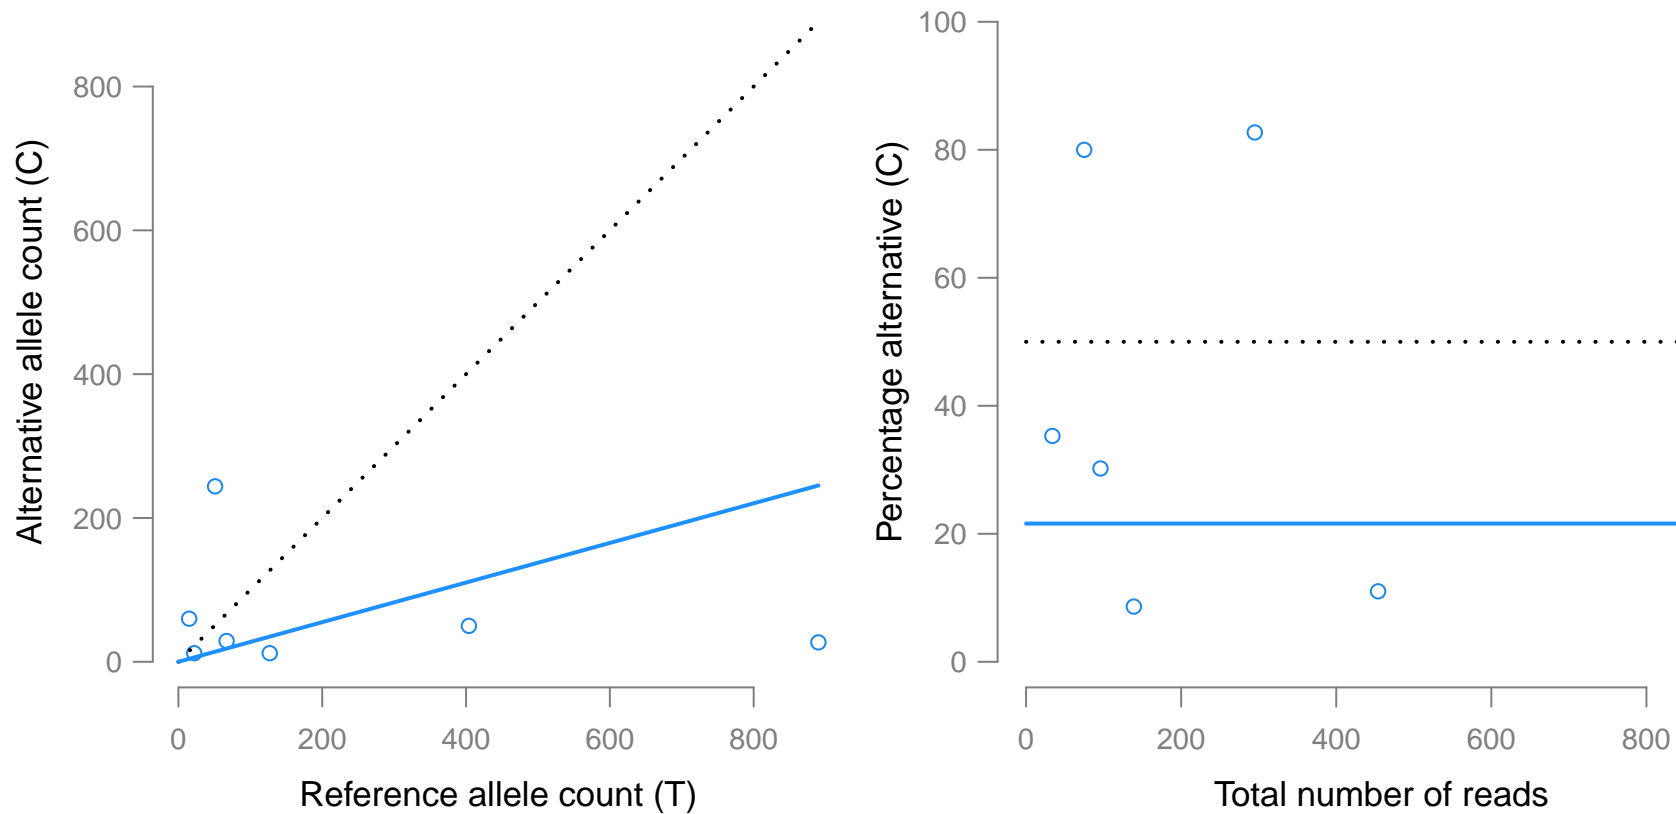 Alternative allele count (C)
800
600
400
200
0
0 200 400 600 800
Reference allele count (T)
Percentage alternative (C)
100
80
60
40
20
0
0 200 400 600 800
Total number of reads